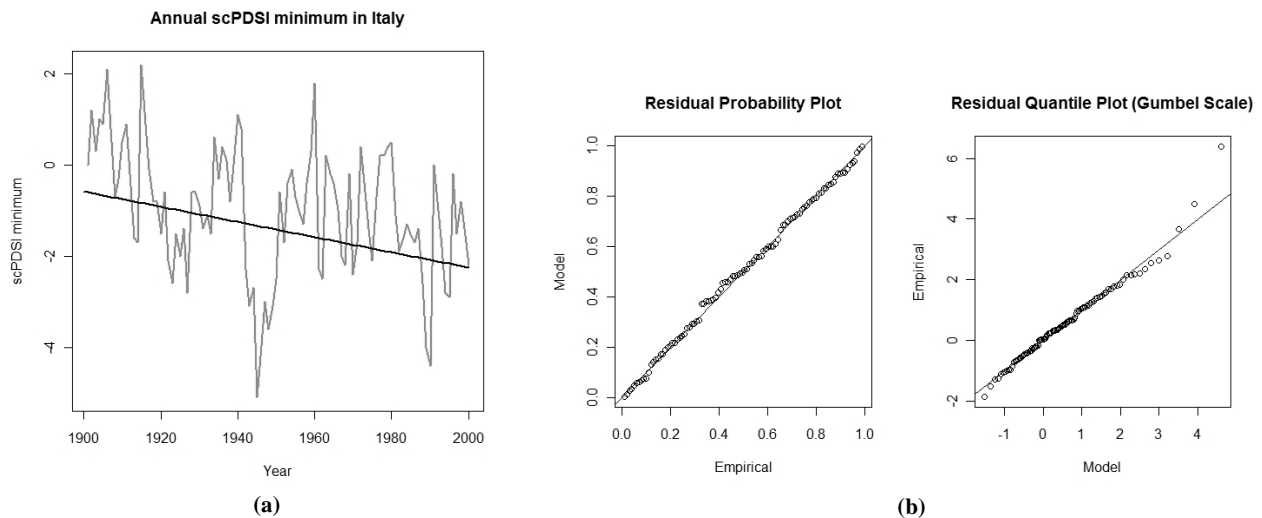 Annual scPDSI minimum in Italy
scPDSI minimum
2
0
-2
-4
1900 1920 1940 1960 1980 2000
Year
(a)
Residual Probability Plot
Model
1.0
0.8
0.6
0.4
0.2
0.0
0.0 0.2 0.4 0.6 0.8 1.0
Empirical
Residual Quantile Plot (Gumbel Scale)
Empirical
6
4
2
0
-2
-1 0 1 2 3 4
Model
(b)